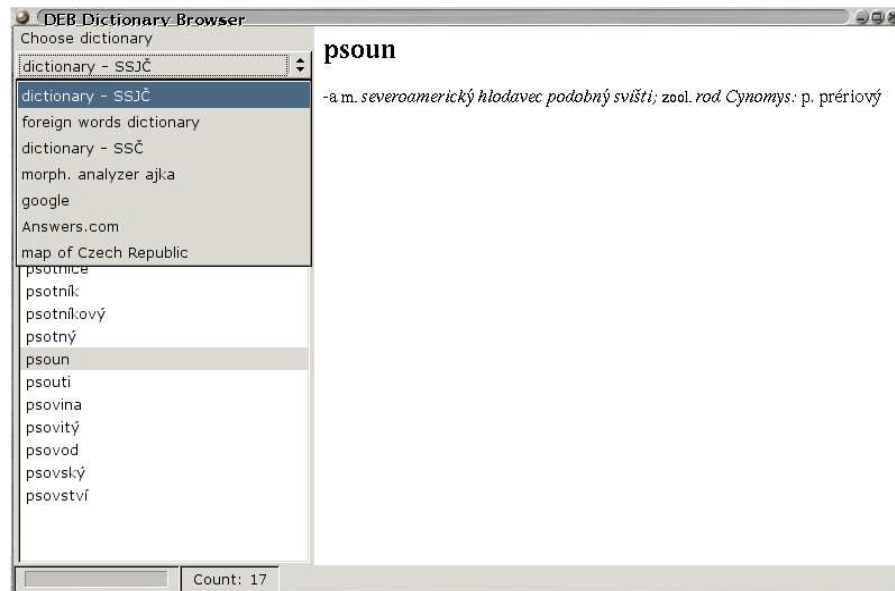 DEB Dictionary Browser
Choose dictionary
dictionary - SSJČ
dictionary - SSJČ
foreign words dictionary
dictionary - SSČ
morph. analyzer ajka
google
Answers.com
map of Czech Republic
psotnice
psotník
psotníkový
psotný
psoun
psouti
psovina
psovitý
psovod
psovský
psovství
Count: 17
psoun
-a m. severoamerický hlodavec podobný svišti; zool. rod Cynomys: p. prériový